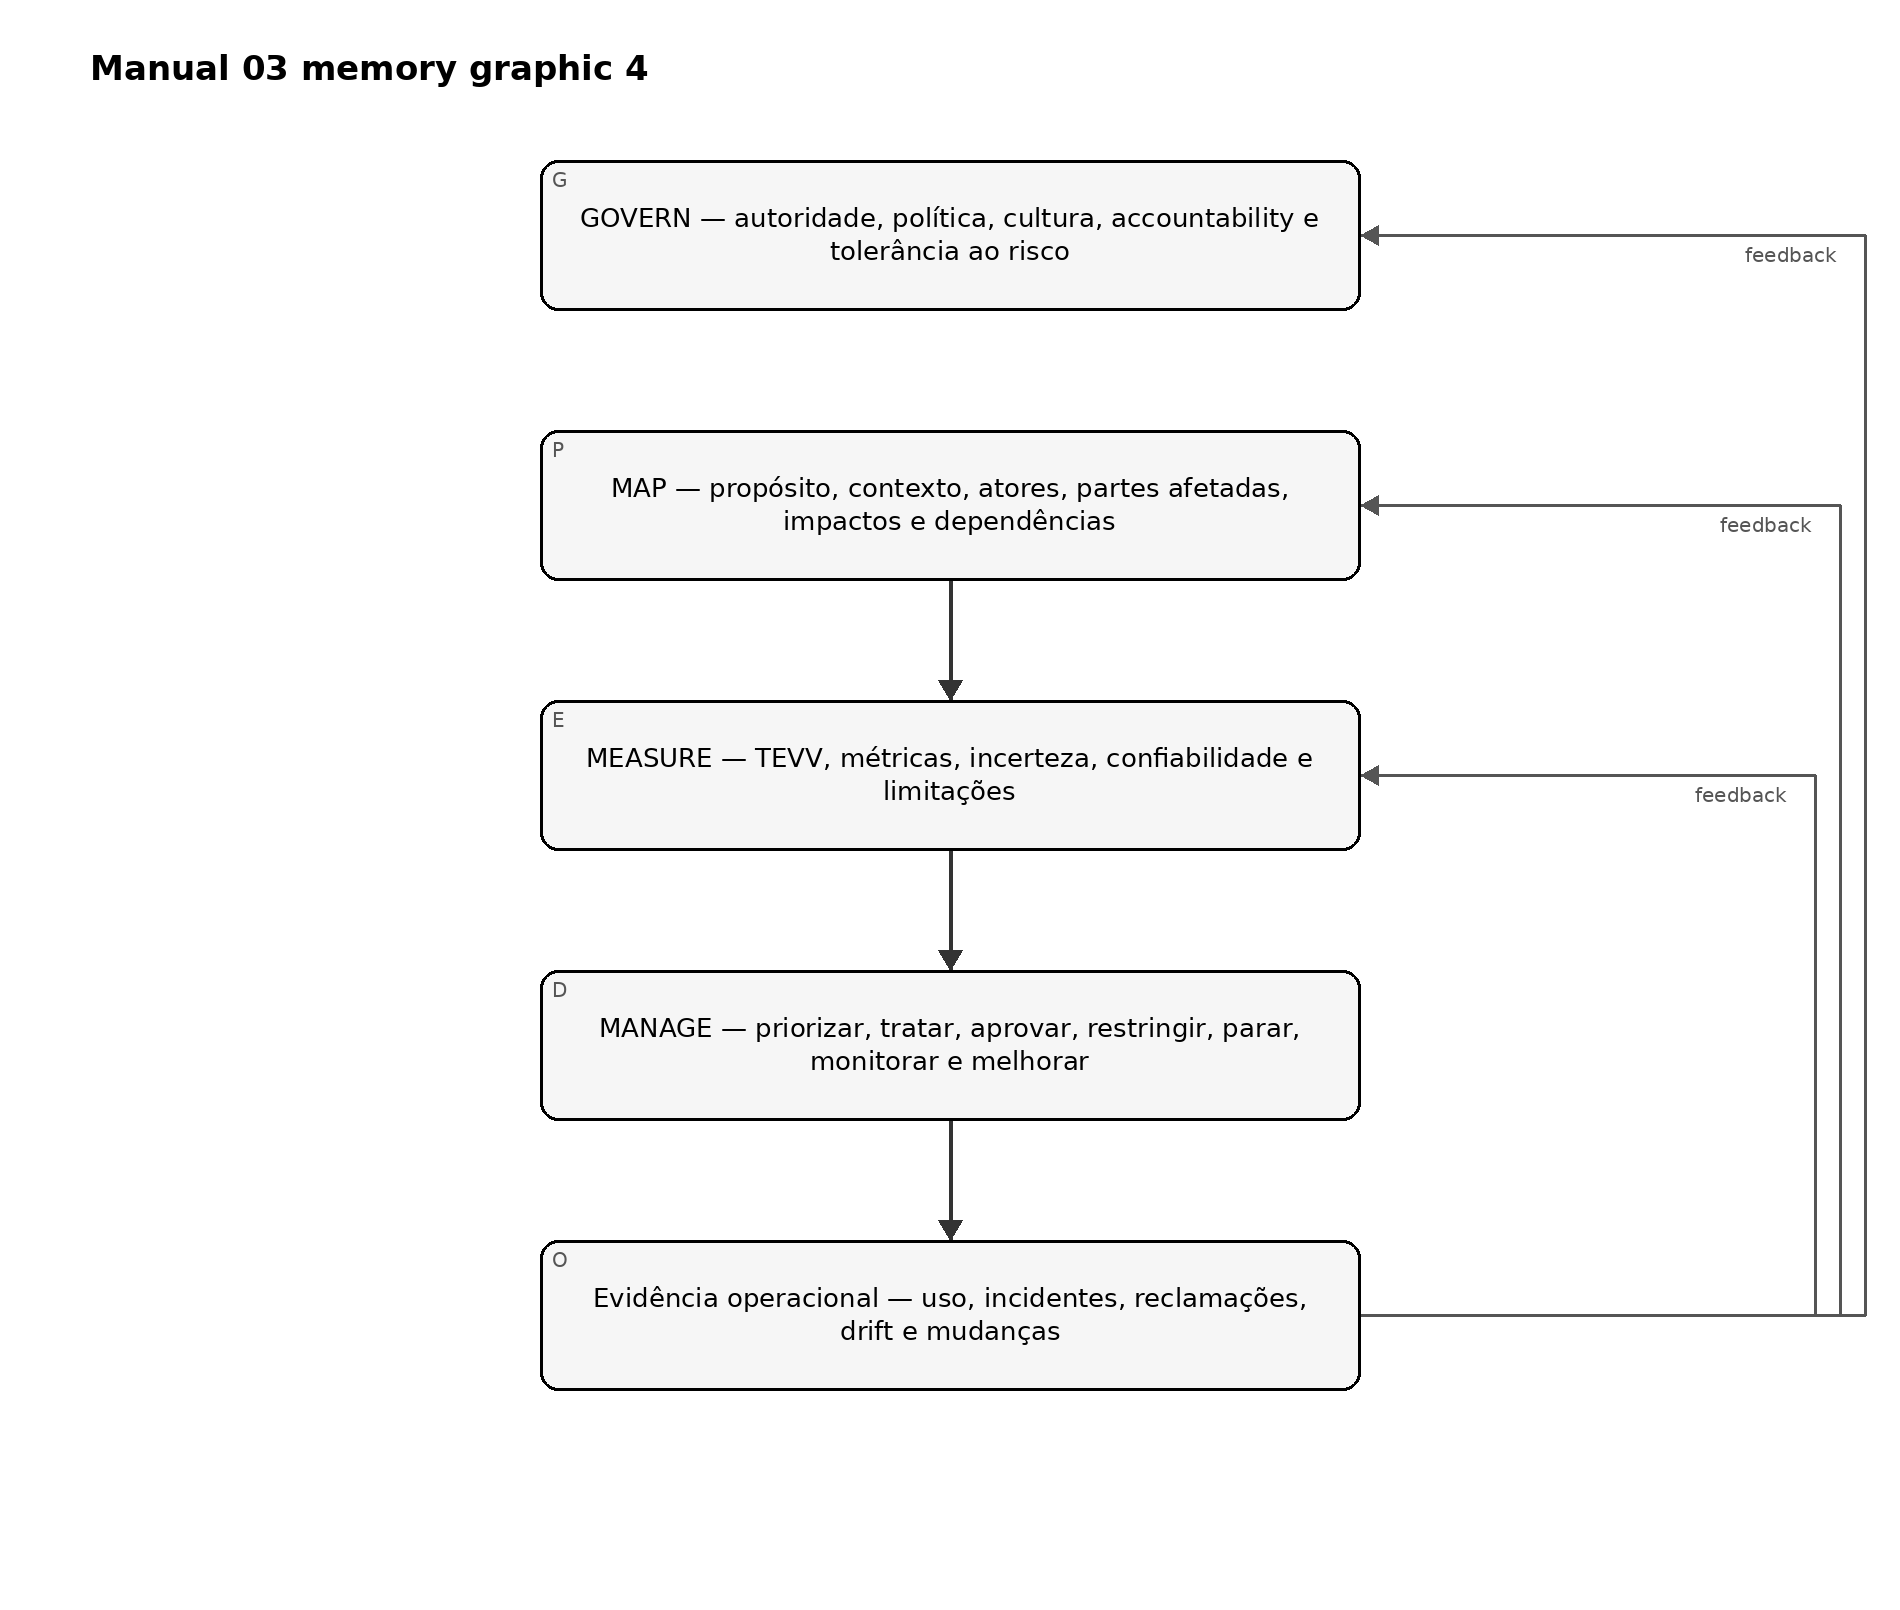 Manual 03 memory graphic 4
G
GOVERN — autoridade, política, cultura, accountability e
tolerância ao risco
feedback
P
MAP — propósito, contexto, atores, partes afetadas,
impactos e dependências
feedback
E
MEASURE — TEVV, métricas, incerteza, confiabilidade e
limitações
feedback
D
MANAGE — priorizar, tratar, aprovar, restringir, parar,
monitorar e melhorar
O
Evidência operacional — uso, incidentes, reclamações,
drift e mudanças